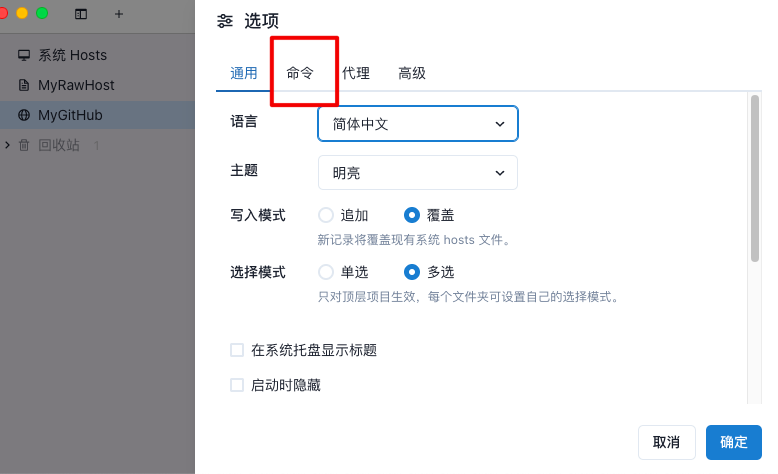 选项
系统 Hosts
MyRawHost
MyGitHub
回收站 1
通用 命令 代理 高级
语言 简体中文
主题 明亮
写入模式 追加 覆盖
新记录将覆盖现有系统 hosts 文件。
选择模式 单选 多选
只对顶层项目生效，每个文件夹可设置自己的选择模式。
在系统托盘显示标题
启动时隐藏
取消 确定